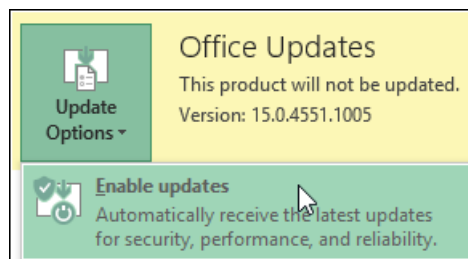 Office Updates
This product will not be updated.
Version: 15.0.4551.1005
Update
Options
Enable updates
Automatically receive the latest updates
for security, performance, and reliability.